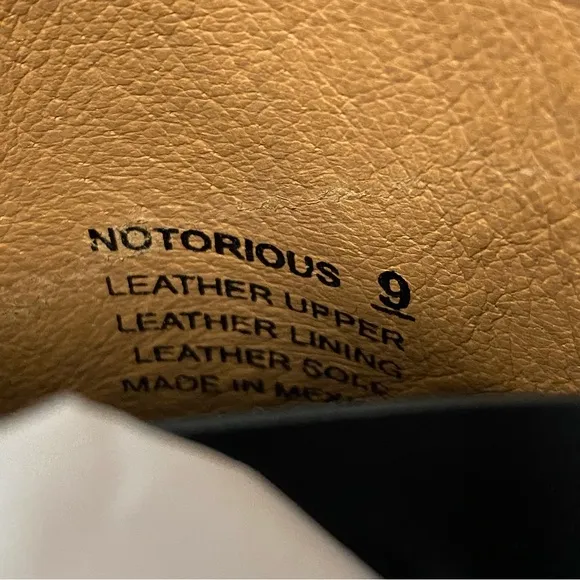 NOTORIOUS 9
LEATHER UPPER
LEATHER LINING
LEATHER SOLE
MADE IN